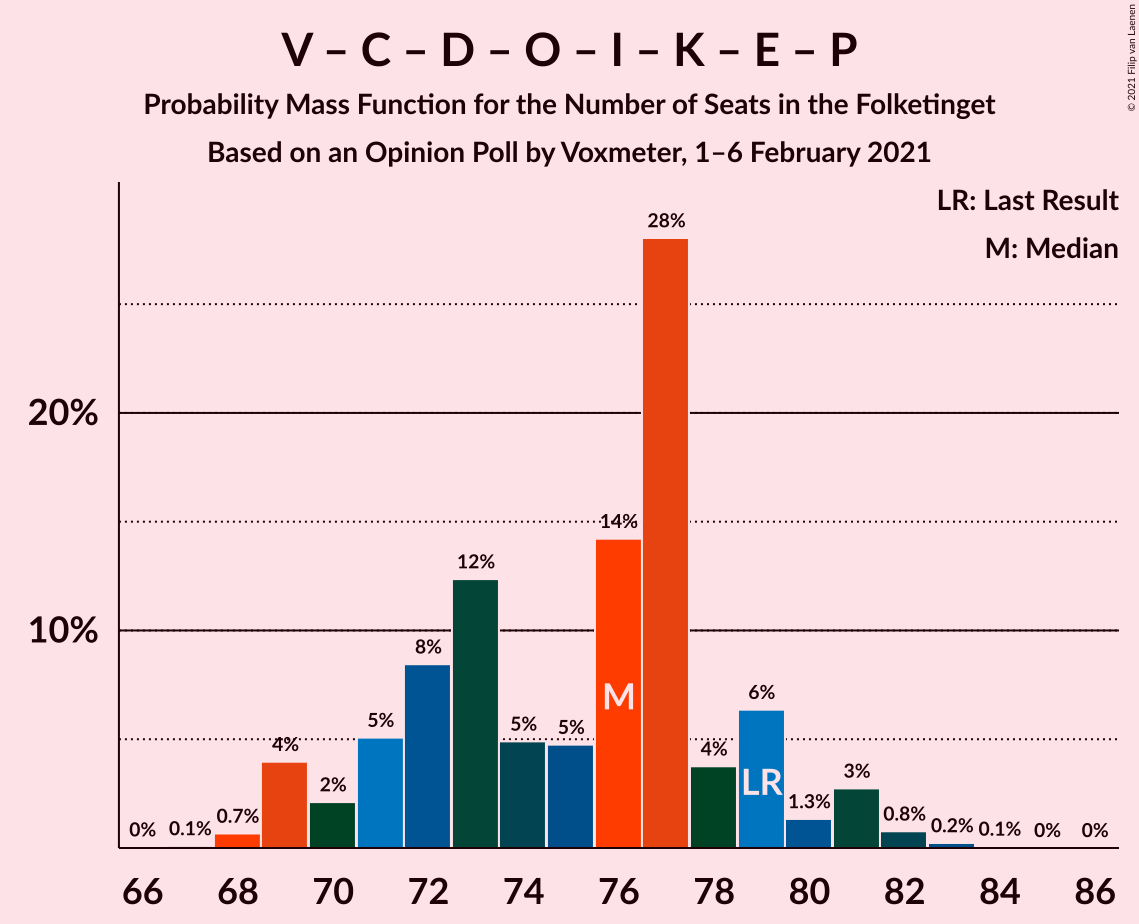 V – C – D – O – I – K – E – P
Probability Mass Function for the Number of Seats in the Folketinget
Based on an Opinion Poll by Voxmeter, 1–6 February 2021
© 2021 Filip van Laenen
LR: Last Result
M: Median
28%
20%
14%
12%
10%
8%
M
6%
5%
5%
5%
4%
4%
LR
3%
2%
1.3%
0.7%
0.8%
0%
0.1%
0.2%
0.1%
0%
0%
66 68 70 72 74 76 78 80 82 84 86